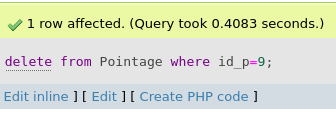 1 row affected. (Query took 0.4083 seconds.)
delete from Pointage where id_p=9;
Edit inline ] [ Edit ] [ Create PHP code ]